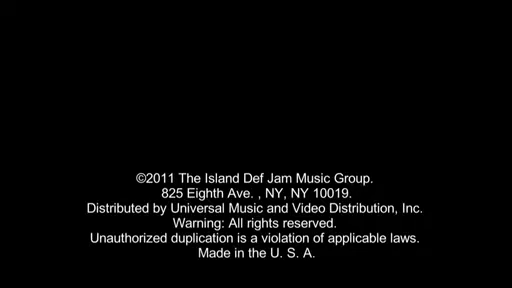 ©2011 The Island Def Jam Music Group.
825 Eighth Ave. , NY, NY 10019.
Distributed by Universal Music and Video Distribution, Inc.
Warning: All rights reserved.
Unauthorized duplication is a violation of applicable laws.
Made in the U. S. A.